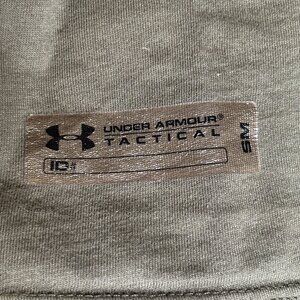 UNDER ARMOUR®
TACTICAL
ID#
SM